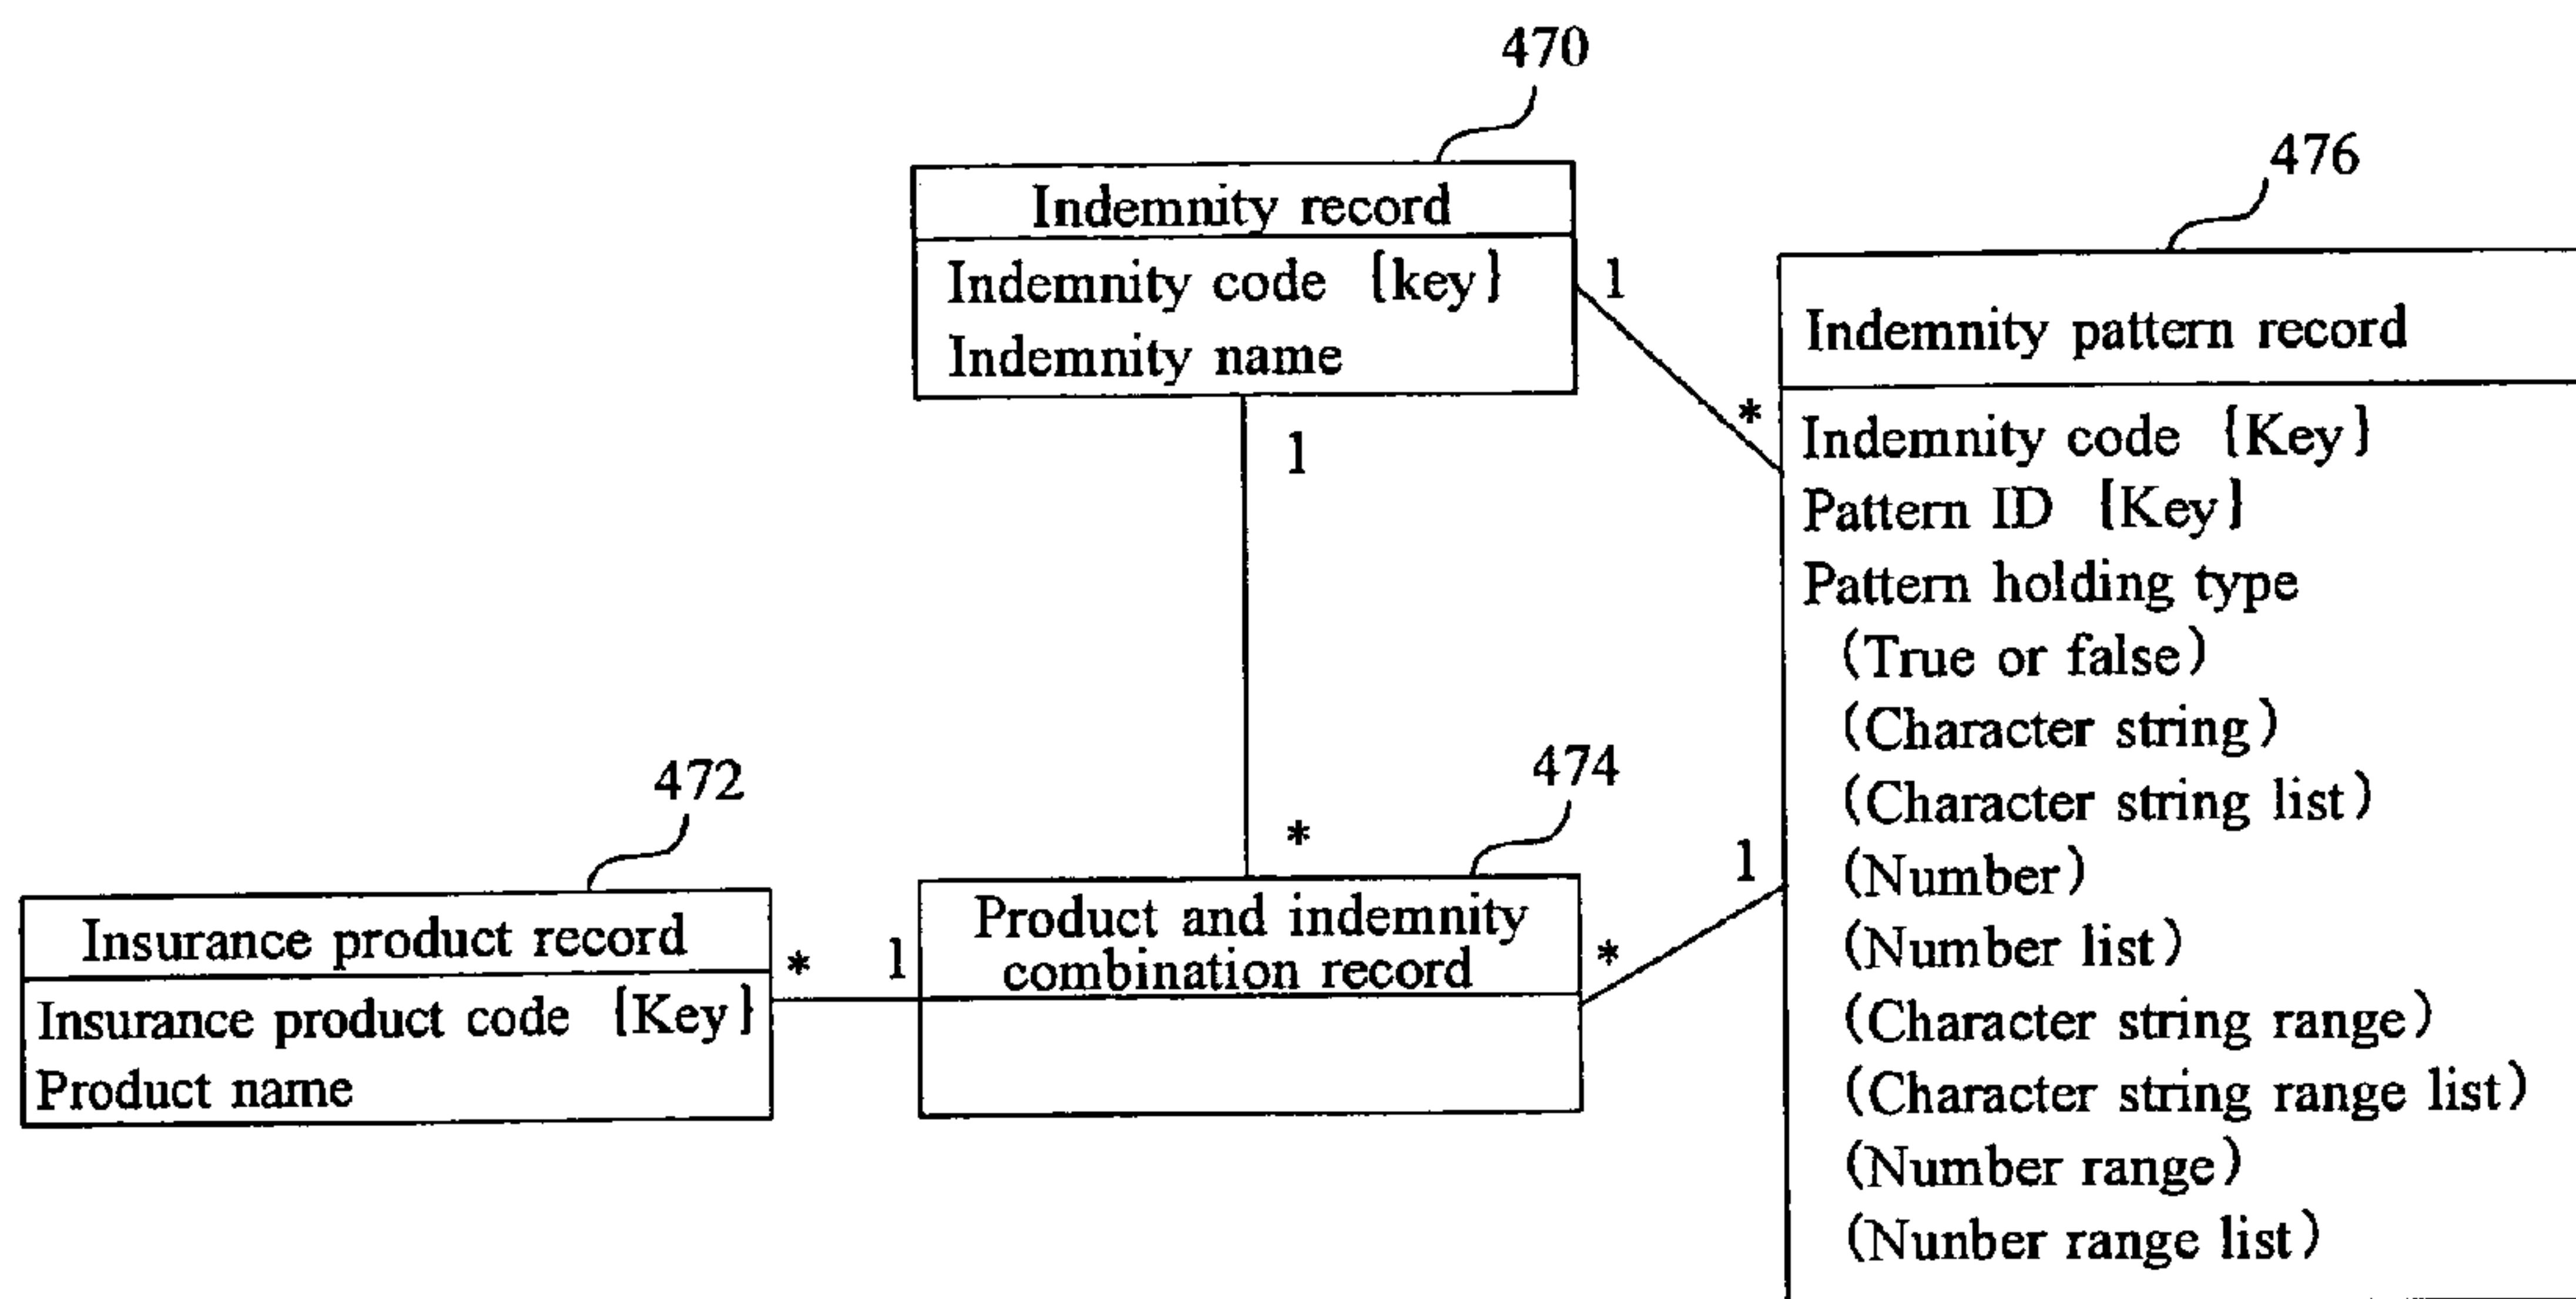 470
Indemnity record
Indemnity code {key}
Indemnity name
1
*
1
*
476
Indemnity pattern record
Indemnity code {Key}
Pattern ID {Key}
Pattern holding type
(True or false)
(Character string)
(Character string list)
(Number)
(Number list)
(Character string range)
(Character string range list)
(Number range)
(Nunber range list)
472
Insurance product record
Insurance product code {Key}
Product name
*
1
474
Product and indemnity
combination record
*
1